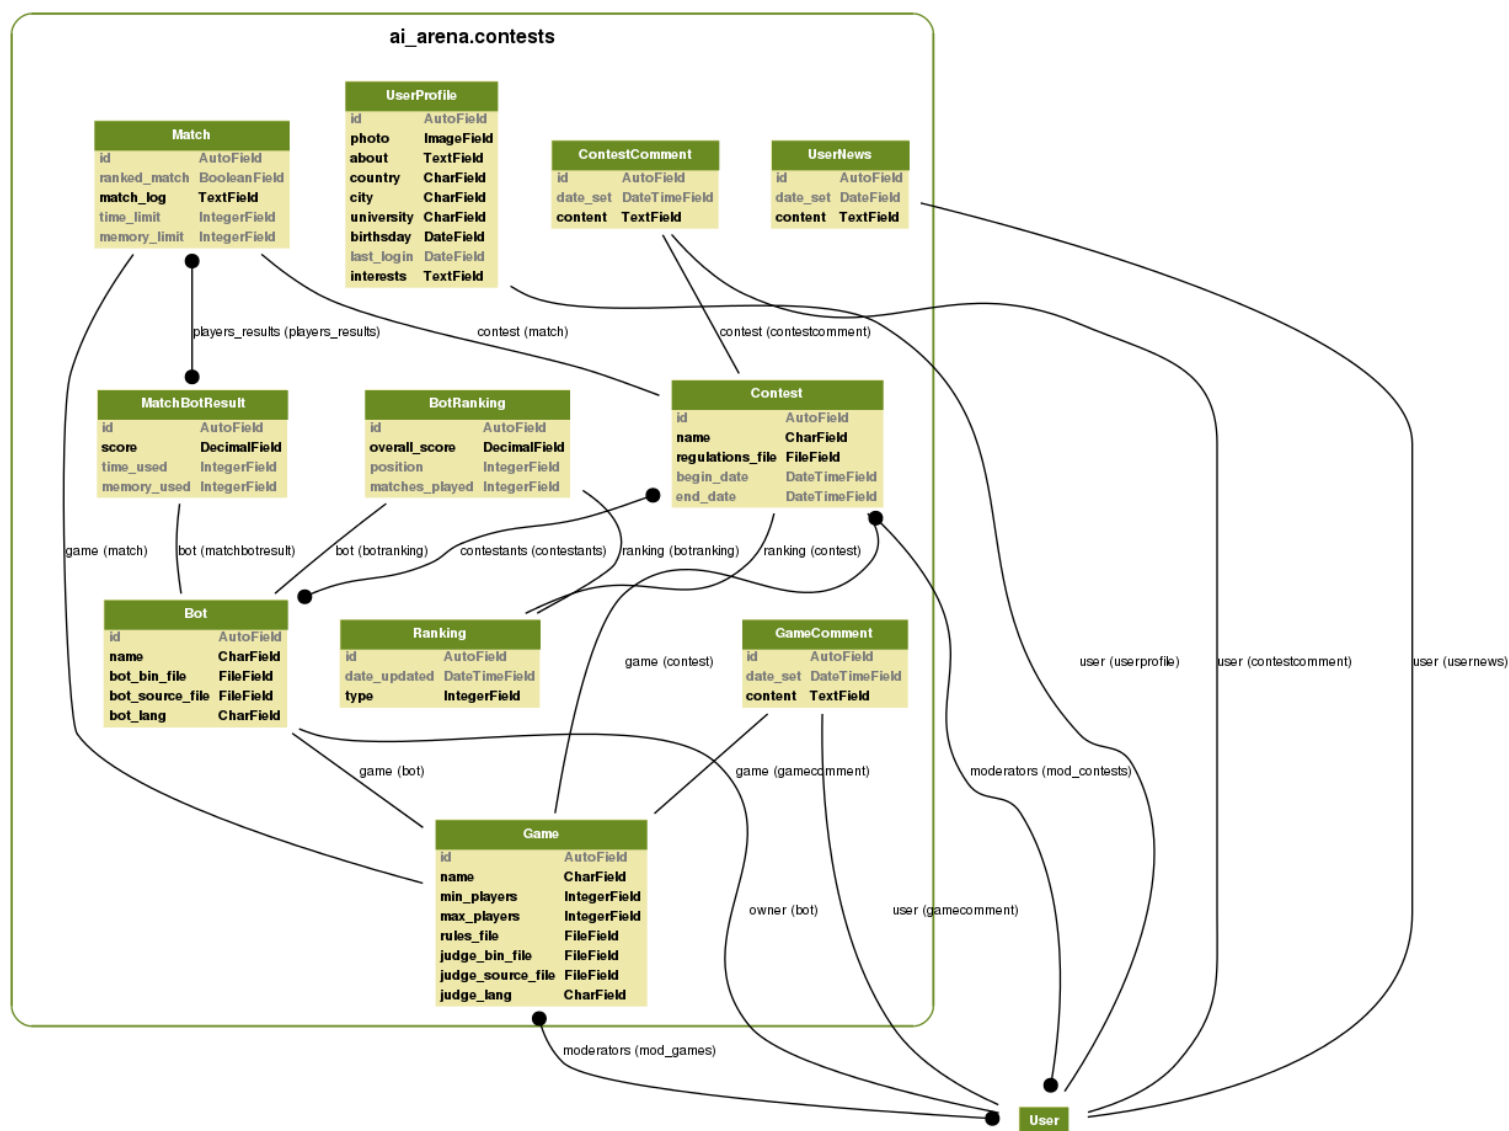 ai_arena.contests
UserProfile
id AutoField
photo ImageField
about TextField
country CharField
city CharField
university CharField
birthsday DateField
last_login DateField
interests TextField
Match
id AutoField
ranked_match BooleanField
match_log TextField
time_limit IntegerField
memory_limit IntegerField
ContestComment
id AutoField
date_set DateTimeField
content TextField
UserNews
id AutoField
date_set DateField
content TextField
players_results (players_results)
contest (match)
contest (contestcomment)
MatchBotResult
id AutoField
score DecimalField
time_used IntegerField
memory_used IntegerField
BotRanking
id AutoField
overall_score DecimalField
position IntegerField
matches_played IntegerField
Contest
id AutoField
name CharField
regulations_file FileField
begin_date DateTimeField
end_date DateTimeField
game (match)
bot (matchbotresult)
bot (botranking)
contestants (contestants)
ranking (botranking)
ranking (contest)
Bot
id AutoField
name CharField
bot_bin_file FileField
bot_source_file FileField
bot_lang CharField
Ranking
id AutoField
date_updated DateTimeField
type IntegerField
game (contest)
GameComment
id AutoField
date_set DateTimeField
content TextField
user (userprofile)
user (contestcomment)
user (usernews)
game (bot)
game (gamecomment)
moderators (mod_contests)
Game
id AutoField
name CharField
min_players IntegerField
max_players IntegerField
rules_file FileField
judge_bin_file FileField
judge_source_file FileField
judge_lang CharField
owner (bot)
user (gamecomment)
moderators (mod_games)
User